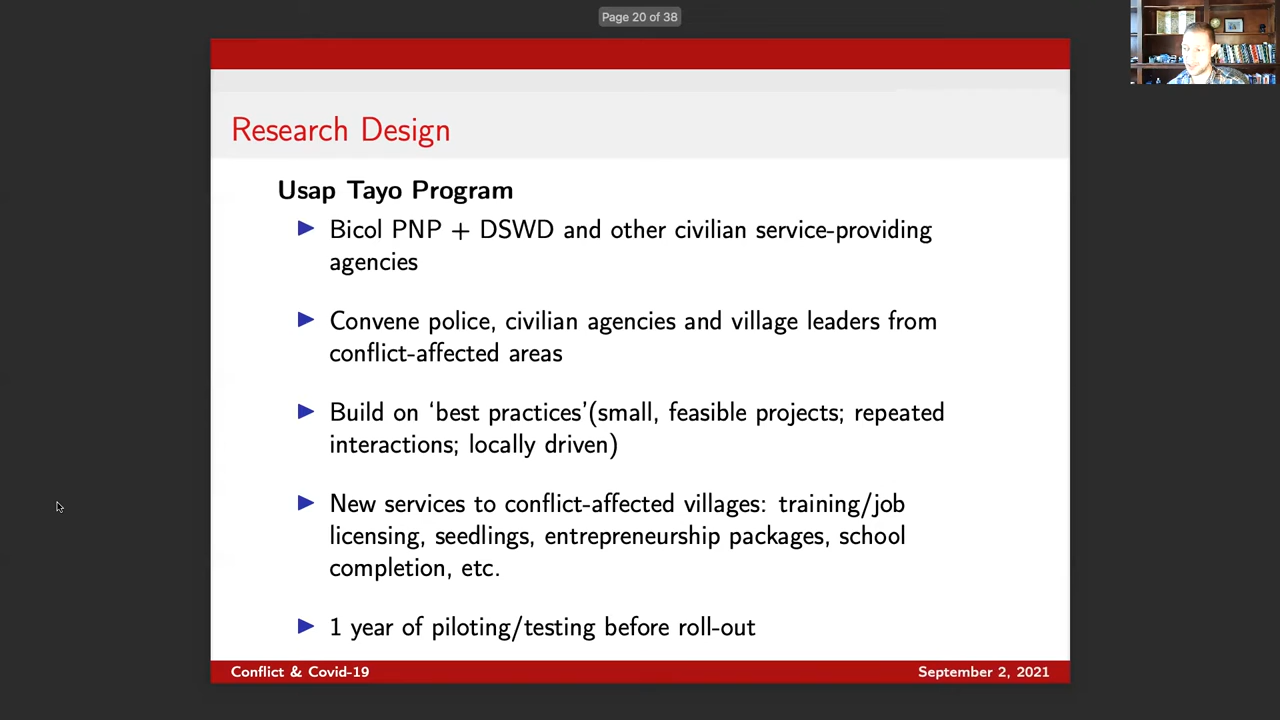 Page 20 of 38
Research Design
Usap Tayo Program
Bicol PNP + DSWD and other civilian service-providing
agencies
Convene police, civilian agencies and village leaders from
conflict-affected areas
Build on ‘best practices’(small, feasible projects; repeated
interactions; locally driven)
New services to conflict-affected villages: training/job
licensing, seedlings, entrepreneurship packages, school
completion, etc.
1 year of piloting/testing before roll-out
Conflict & Covid-19
September 2, 2021